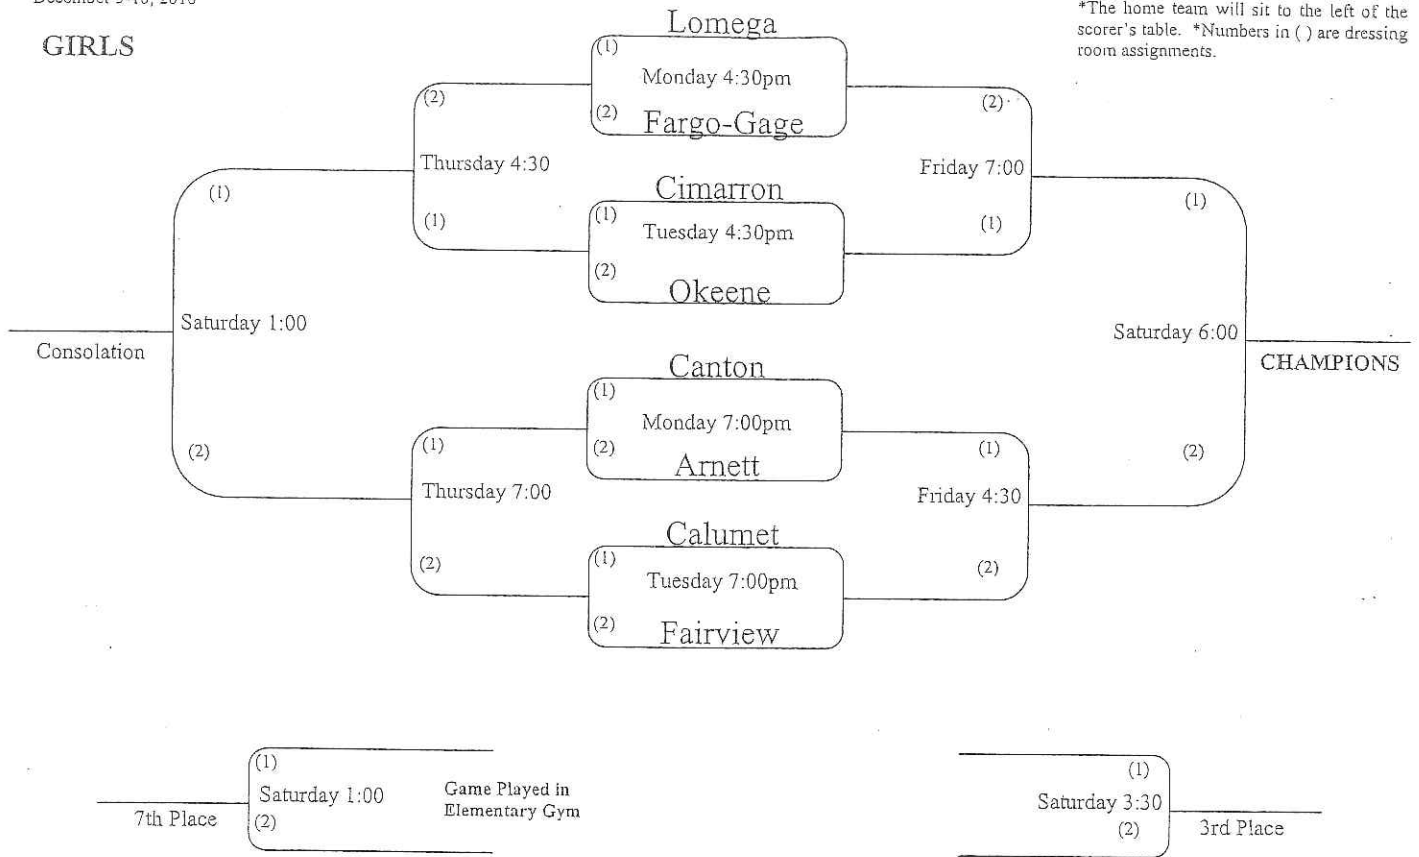 GIRLS
*The home team will sit to the left of the
scorer's table. *Numbers in ( ) are dressing
room assignments.
Lomega
(1)
Monday 4:30pm
(2)
Fargo-Gage
(2)
Thursday 4:30
(1)
(2)
Friday 7:00
(1)
Cimarron
(1)
Tuesday 4:30pm
(2)
Okeene
(1)
Saturday 1:00
Consolation
(2)
(1)
Saturday 6:00
CHAMPIONS
(2)
Canton
(1)
Monday 7:00pm
(2)
Arnett
(1)
Thursday 7:00
(2)
(1)
Friday 4:30
(2)
Calumet
(1)
Tuesday 7:00pm
(2)
Fairview
(1)
Saturday 1:00
7th Place
(2)
Game Played in
Elementary Gym
(1)
Saturday 3:30
(2)
3rd Place